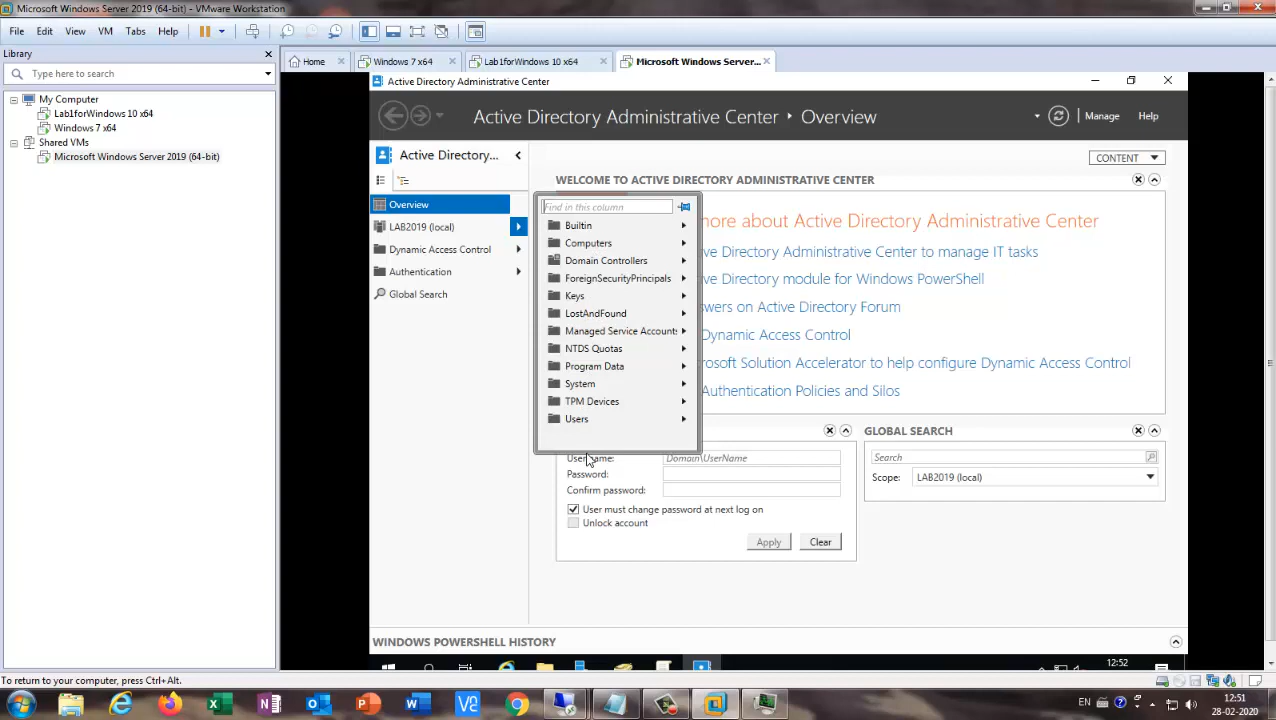 Microsoft Windows Server 2019 (64-bit) - VMware Workstation
File Edit View VM Tabs Help
Library
Type here to search
My Computer
Lab1forWindows 10 x64
Windows 7 x64
Shared VMs
Microsoft Windows Server 2019 (64-bit)
Home
Windows 7 x64
Lab1forWindows 10 x64
Microsoft Windows Server...
Active Directory Administrative Center
Active Directory Administrative Center • Overview
Manage
Help
Active Directory...
Overview
LAB2019 (local)
Dynamic Access Control
Authentication
Global Search
CONTENT
WELCOME TO ACTIVE DIRECTORY ADMINISTRATIVE CENTER
more about Active Directory Administrative Center
ve Directory Administrative Center to manage IT tasks
ve Directory module for Windows PowerShell
swers on Active Directory Forum
Dynamic Access Control
rosoft Solution Accelerator to help configure Dynamic Access Control
Authentication Policies and Silos
Find in this column
Builtin
Computers
Domain Controllers
ForeignSecurityPrincipals
Keys
LostAndFound
Managed Service Accounts
NTDS Quotas
Program Data
System
TPM Devices
Users
User name:
Domain\UserName
Password:
Confirm password:
User must change password at next log on
Unlock account
Apply
Clear
GLOBAL SEARCH
Search
Scope:
LAB2019 (local)
WINDOWS POWERSHELL HISTORY
12:52
To return to your computer, press Ctrl+Alt.
EN
12:51
28-02-2020